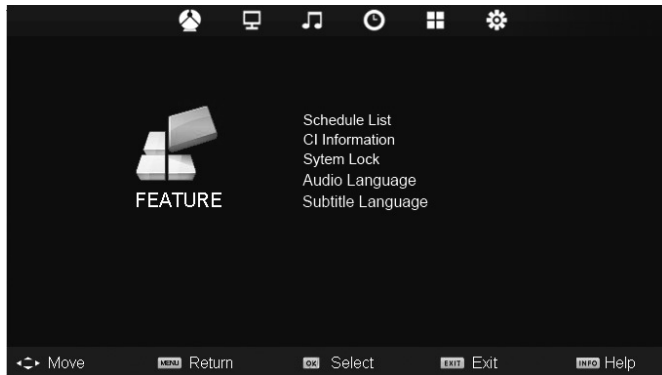 FEATURE
Schedule List
CI Information
Sytem Lock
Audio Language
Subtitle Language
Move MENU Return OK Select EXIT Exit INFO Help